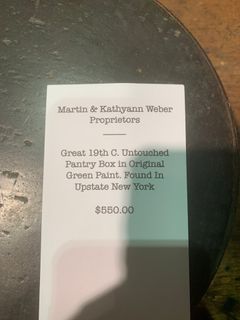 Martin & Kathyann Weber
Proprietors
Great 19th C. Untouched
Pantry Box in Original
Green Paint. Found In
Upstate New York
$550.00